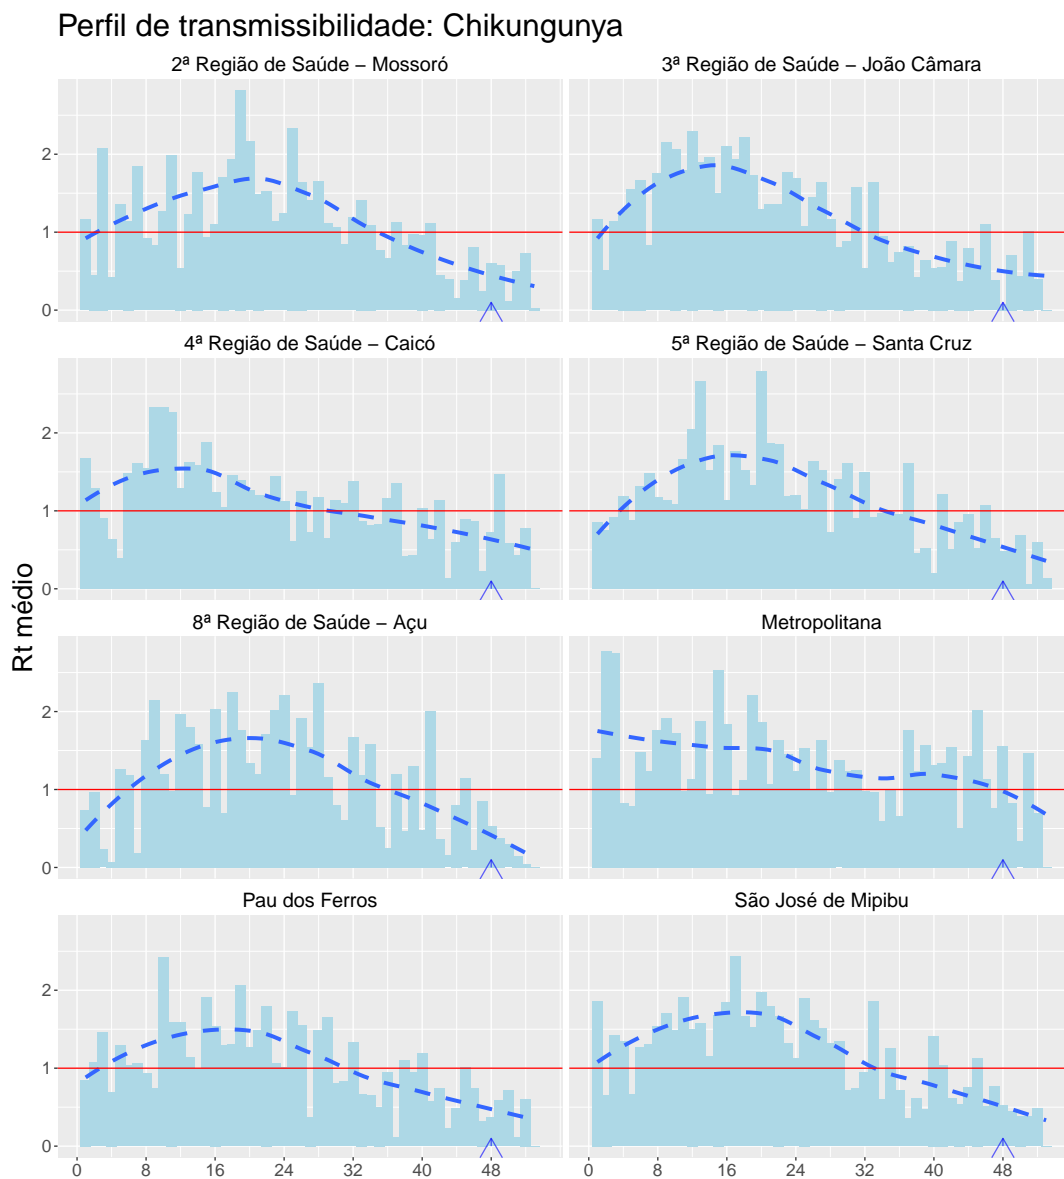 Perfil de transmissibilidade: Chikungunya
2ª Região de Saúde – Mossoró
3ª Região de Saúde – João Câmara
2
1
0
4ª Região de Saúde – Caicó
5ª Região de Saúde – Santa Cruz
2
1
0
Rt médio
8ª Região de Saúde – Açu
Metropolitana
2
1
0
Pau dos Ferros
São José de Mipibu
2
1
0
0 8 16 24 32 40 48
0 8 16 24 32 40 48